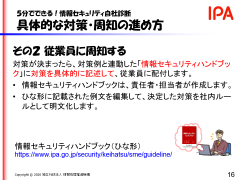 5分でできる！情報セキュリティ自社診断
具体的な対策・周知の進め方
IPA
その2 従業員に周知する
対策が決まったら、対策例と連動した「情報セキュリティハンドブッ
ク」に対策を具体的に記述して、従業員に配付します。
• 情報セキュリティハンドブックは、責任者・担当者が作成します。
• ひな形に記載された例文を編集して、決定した対策を社内ルー
ルとして明文化します。
情報セキュリティハンドブック（ひな形）
https://www.ipa.go.jp/security/keihatsu/sme/guideline/
Copyright © 2020 独立行政法人 情報処理推進機構
16